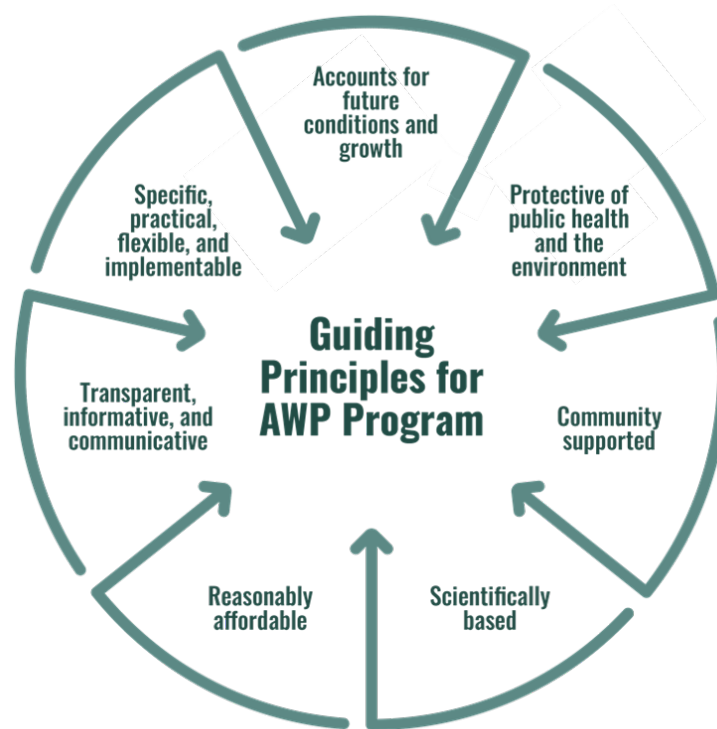 Accounts for
future
conditions and
growth
Protective of
public health
and the
environment
Community
supported
Scientifically
based
Reasonably
affordable
Transparent,
informative, and
communicative
Specific,
practical,
flexible, and
implementable
Guiding
Principles for
AWP Program